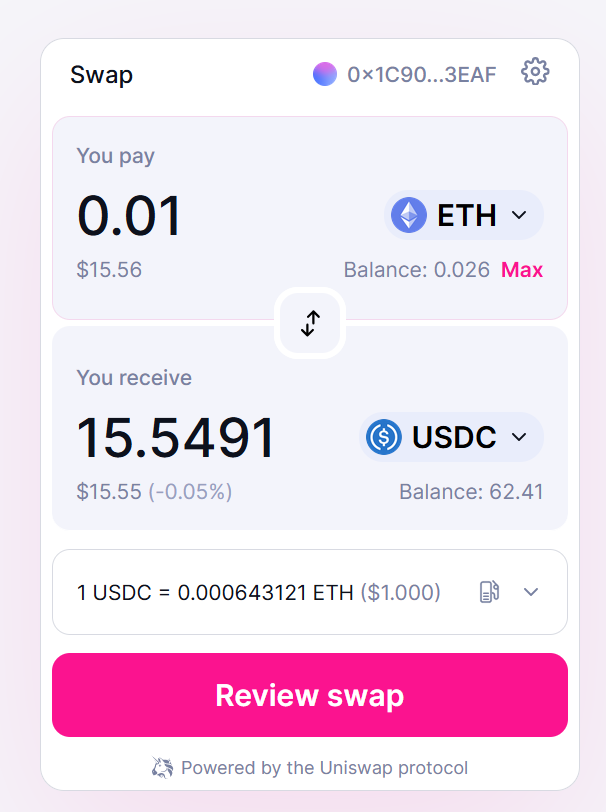 Swap 0×1C90...3EAF
You pay
0.01 ETH
$15.56 Balance: 0.026 Max
You receive
15.5491 USDC
$15.55 (-0.05%) Balance: 62.41
1 USDC = 0.000643121 ETH ($1.000)
Review swap
Powered by the Uniswap protocol